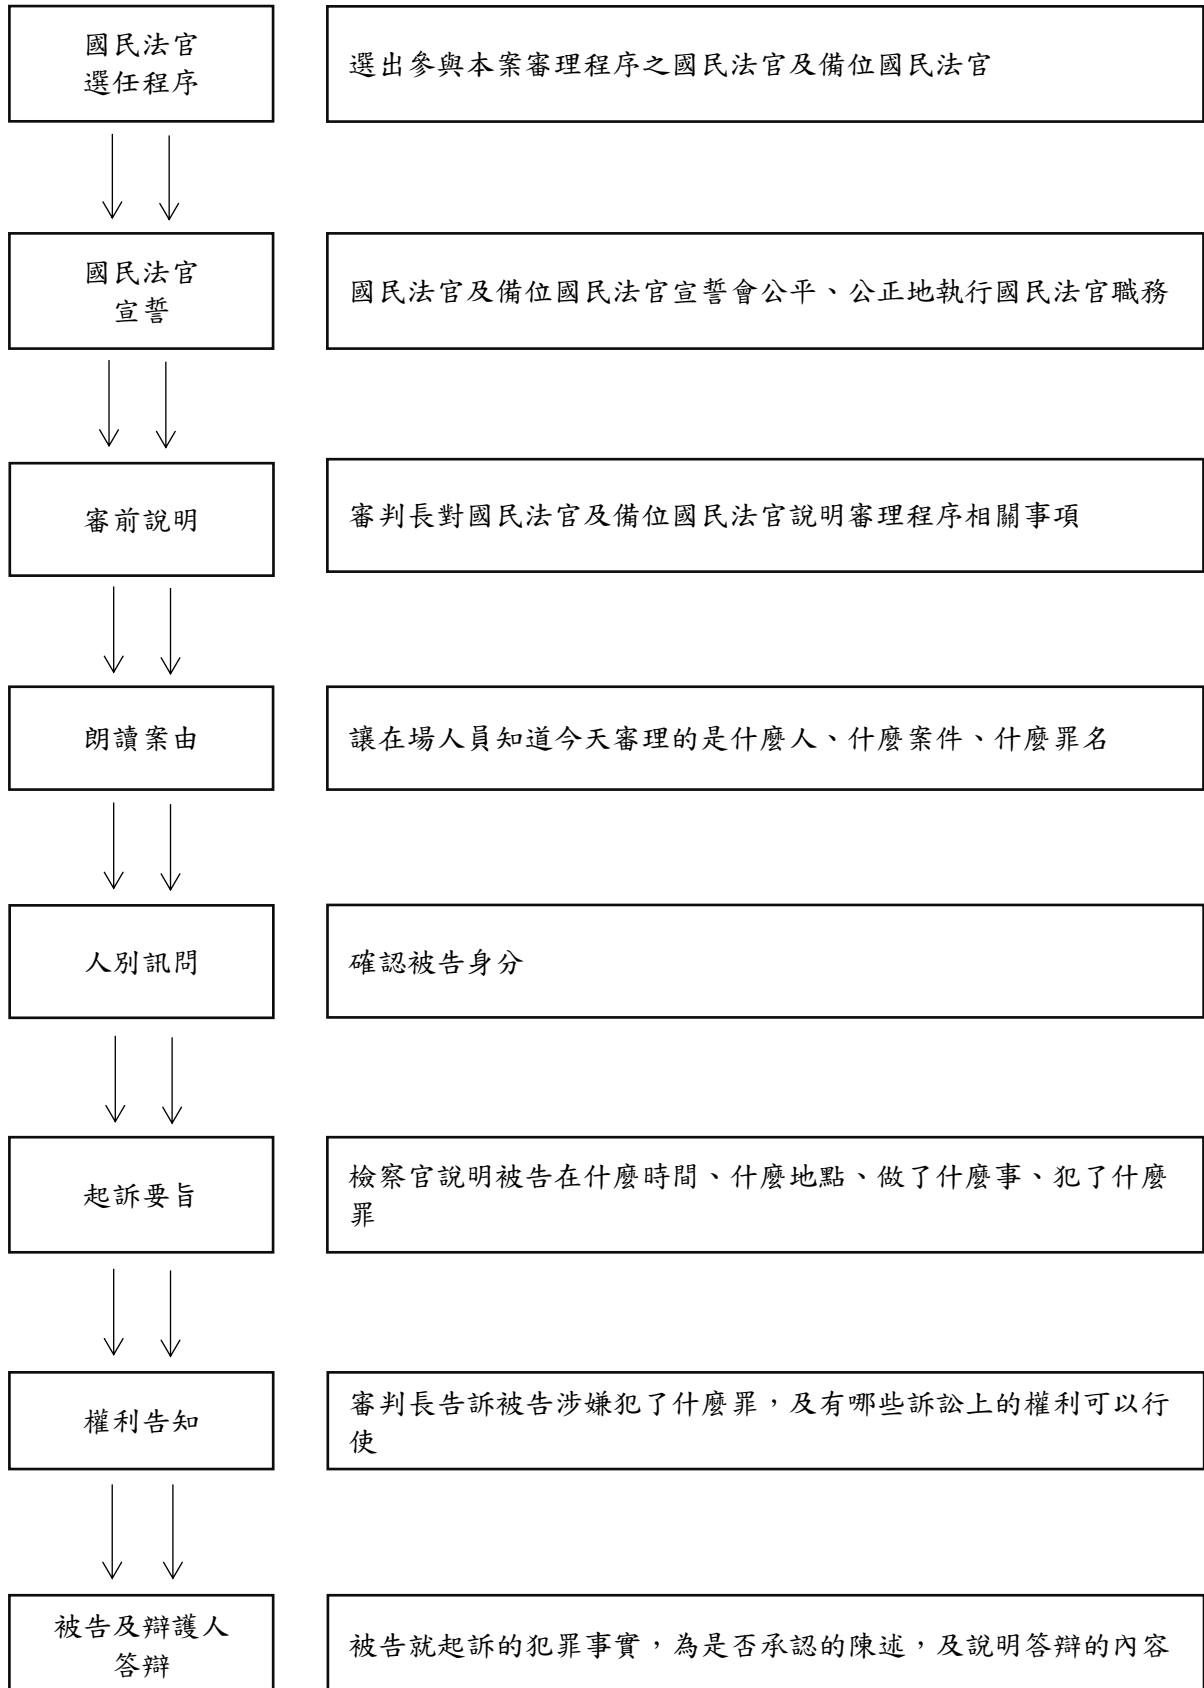 國民法官
選任程序
選出參與本案審理程序之國民法官及備位國民法官
國民法官
宣誓
國民法官及備位國民法官宣誓會公平、公正地執行國民法官職務
審前說明
審判長對國民法官及備位國民法官說明審理程序相關事項
朗讀案由
讓在場人員知道今天審理的是什麼人、什麼案件、什麼罪名
人別訊問
確認被告身分
起訴要旨
檢察官說明被告在什麼時間、什麼地點、做了什麼事、犯了什麼
罪
權利告知
審判長告訴被告涉嫌犯了什麼罪，及有哪些訴訟上的權利可以行
使
被告及辯護人
答辯
被告就起訴的犯罪事實，為是否承認的陳述，及說明答辯的內容